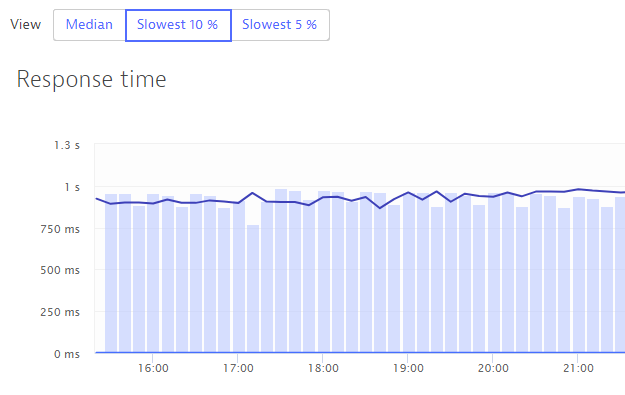 View Median Slowest 10 % Slowest 5 %
Response time
1.3 s
1 s
750 ms
500 ms
250 ms
0 ms
16:00 17:00 18:00 19:00 20:00 21:00